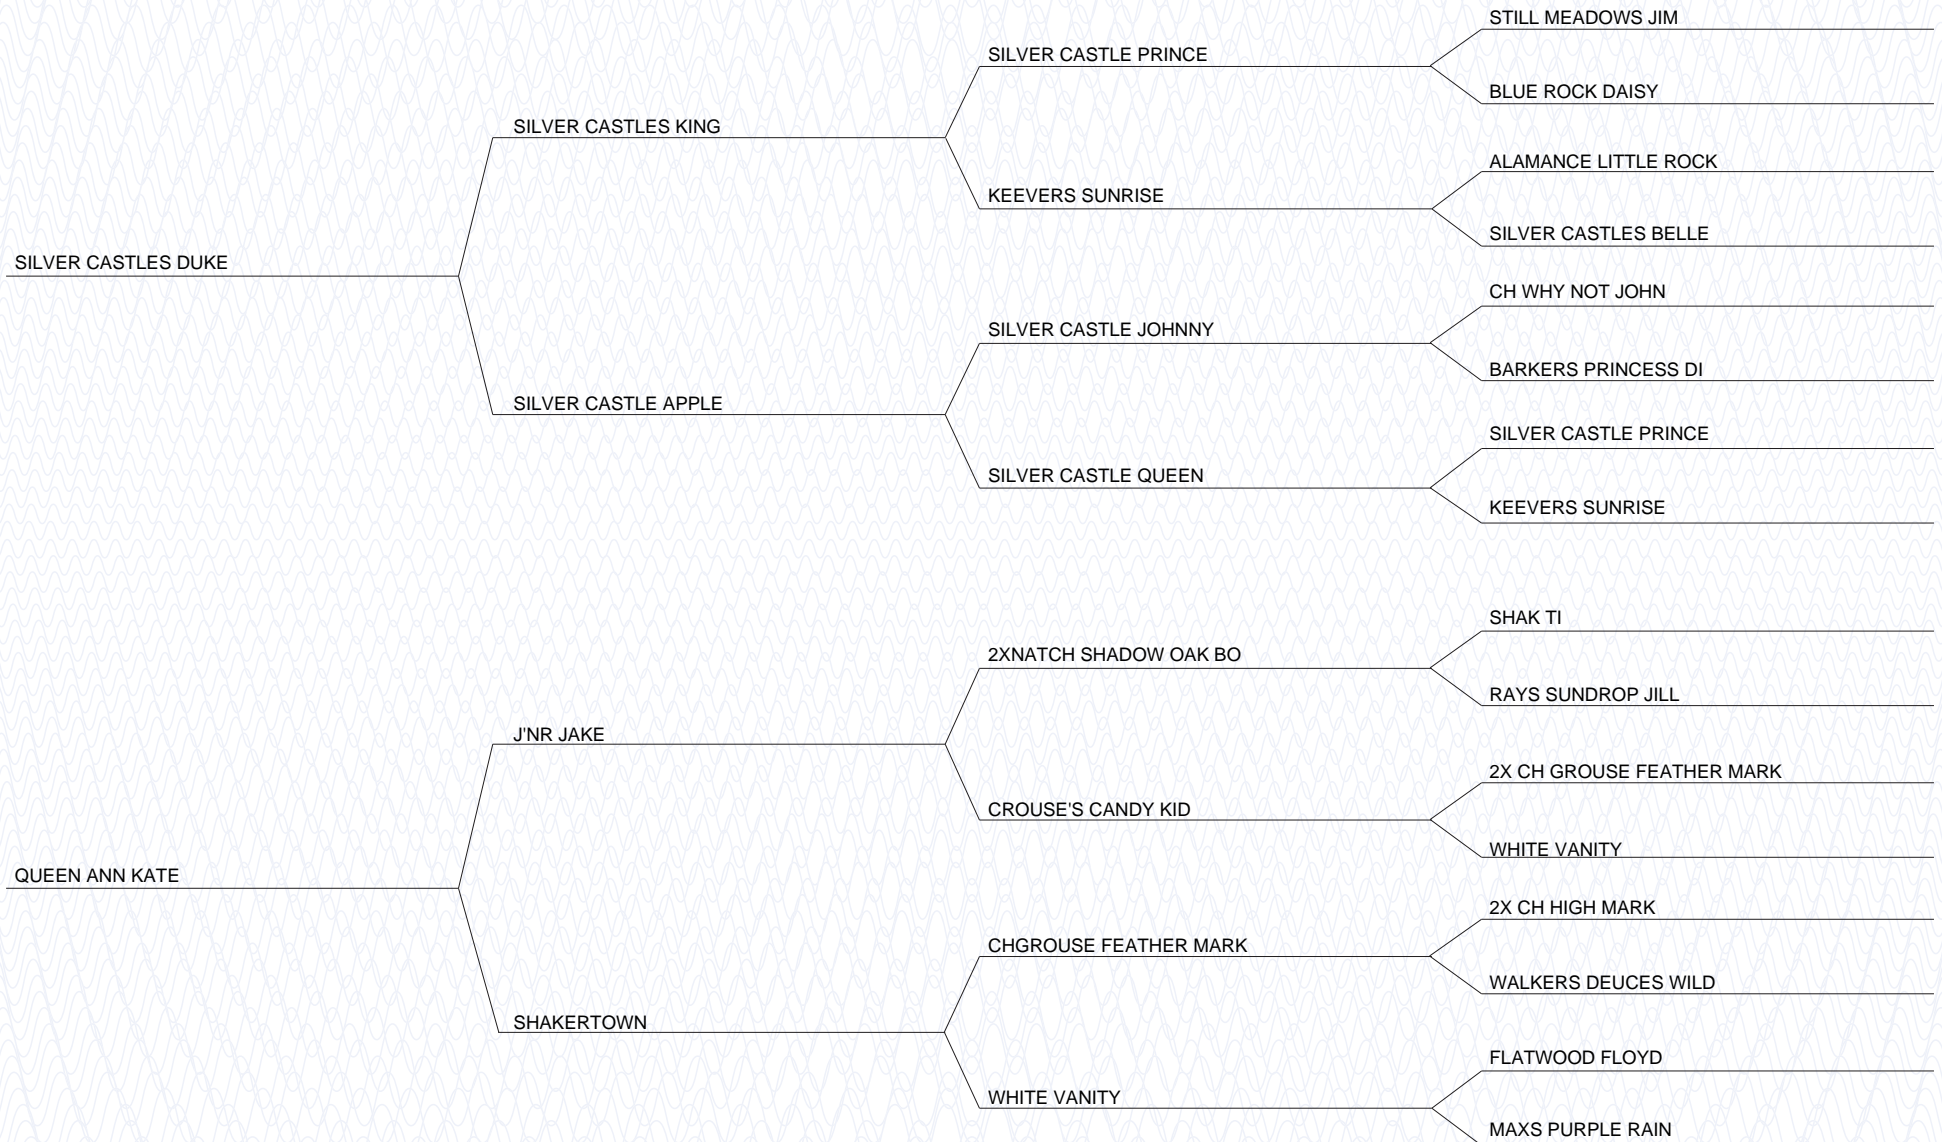 STILL MEADOWS JIM
SILVER CASTLE PRINCE
BLUE ROCK DAISY
SILVER CASTLES KING
ALAMANCE LITTLE ROCK
KEEVERS SUNRISE
SILVER CASTLES BELLE
SILVER CASTLES DUKE
CH WHY NOT JOHN
SILVER CASTLE JOHNNY
BARKERS PRINCESS DI
SILVER CASTLE APPLE
SILVER CASTLE PRINCE
SILVER CASTLE QUEEN
KEEVERS SUNRISE
SHAK TI
2XNATCH SHADOW OAK BO
RAYS SUNDROP JILL
J'NR JAKE
2X CH GROUSE FEATHER MARK
CROUSE'S CANDY KID
WHITE VANITY
QUEEN ANN KATE
2X CH HIGH MARK
CHGROUSE FEATHER MARK
WALKERS DEUCES WILD
SHAKERTOWN
FLATWOOD FLOYD
WHITE VANITY
MAXS PURPLE RAIN